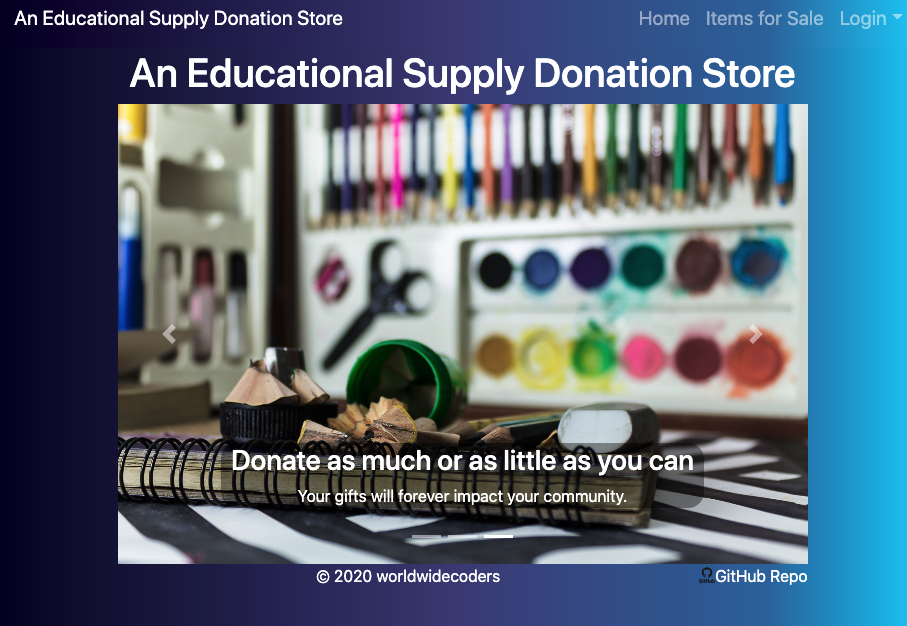 An Educational Supply Donation Store Home Items for Sale Login
An Educational Supply Donation Store
Donate as much or as little as you can
Your gifts will forever impact your community.
© 2020 worldwidecoders GitHub GitHub Repo